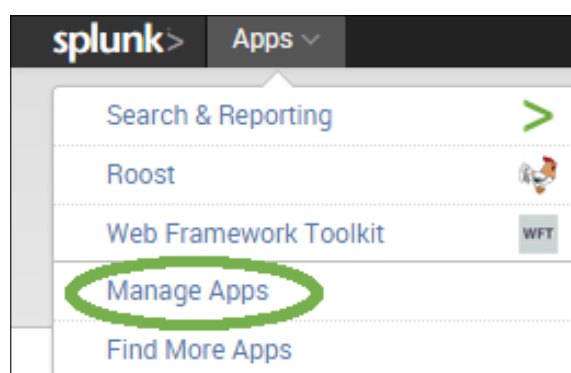 splunk> Apps
Search & Reporting >
Roost
Web Framework Toolkit WFT
Manage Apps
Find More Apps